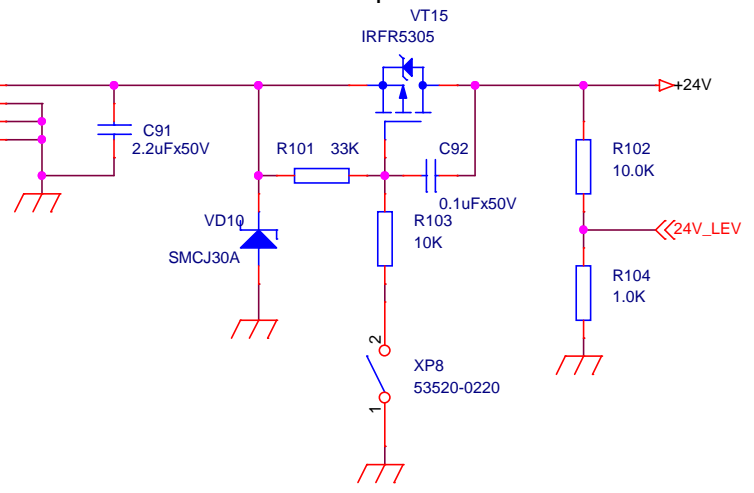 VT15
IRFR5305
+24V
C91
2.2uFx50V
R101 33K
C92
R102
10.0K
0.1uFx50V
VD10
R103
10K
24V_LEV
SMCJ30A
R104
1.0K
2
XP8
53520-0220
1